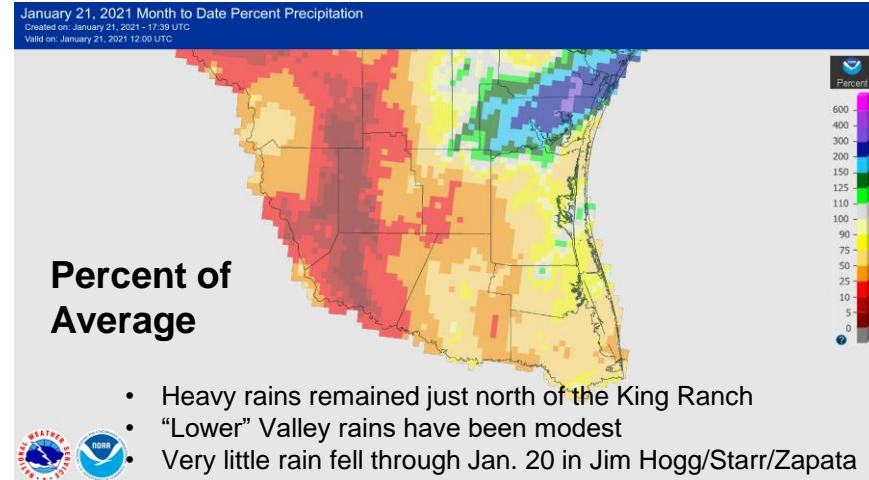 January 21, 2021 Month to Date Percent Precipitation
Created on: January 21, 2021 - 17:39 UTC
Valid on: January 21, 2021 12:00 UTC
Percent
600
400
300
200
150
125
110
100
90
75
50
25
10
5
0
?
Percent of
Average
• Heavy rains remained just north of the King Ranch
• “Lower” Valley rains have been modest
• Very little rain fell through Jan. 20 in Jim Hogg/Starr/Zapata
NATIONAL WEATHER SERVICE
NOAA